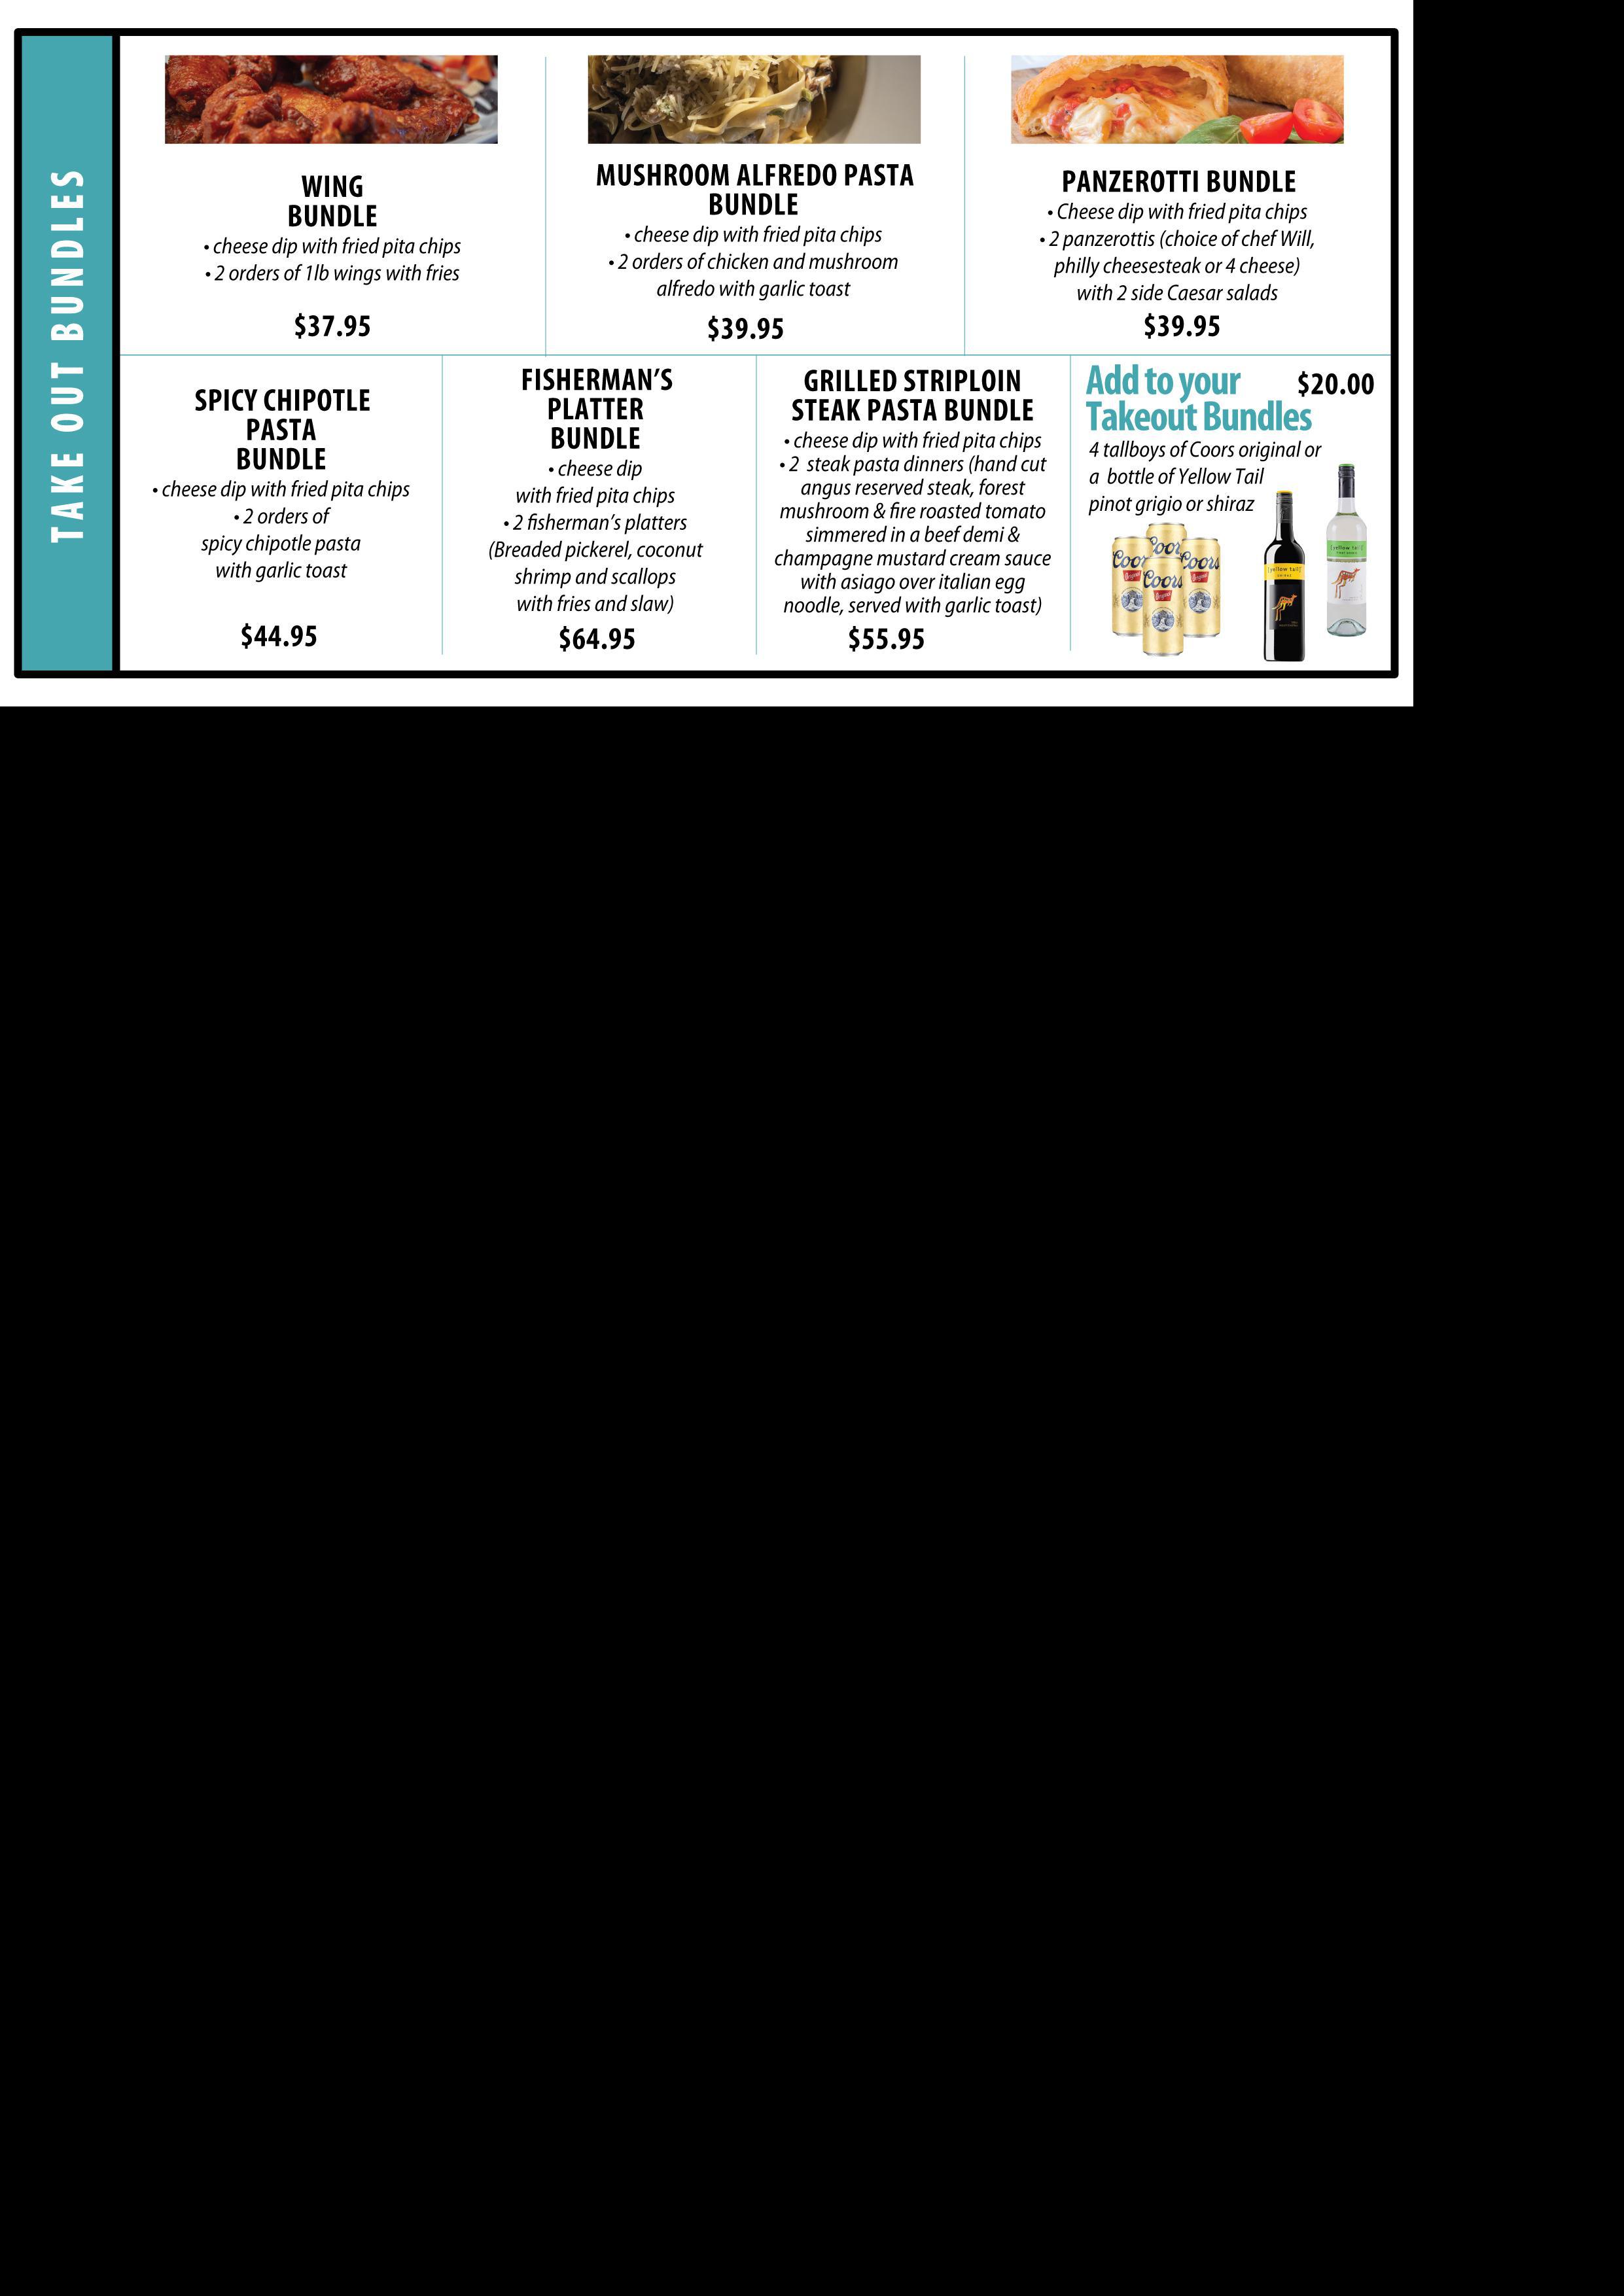 TAKE OUT BUNDLES
WING
BUNDLE
• cheese dip with fried pita chips
• 2 orders of 1lb wings with fries
$37.95
MUSHROOM ALFREDO PASTA
BUNDLE
• cheese dip with fried pita chips
• 2 orders of chicken and mushroom
alfredo with garlic toast
$39.95
PANZEROTTI BUNDLE
• Cheese dip with fried pita chips
• 2 panzerottis (choice of chef Will,
philly cheesesteak or 4 cheese)
with 2 side Caesar salads
$39.95
SPICY CHIPOTLE
PASTA
BUNDLE
• cheese dip with fried pita chips
• 2 orders of
spicy chipotle pasta
with garlic toast
$44.95
FISHERMAN'S
PLATTER
BUNDLE
• cheese dip
with fried pita chips
• 2 fisherman's platters
(Breaded pickerel, coconut
shrimp and scallops
with fries and slaw)
$64.95
GRILLED STRIPLOIN
STEAK PASTA BUNDLE
• cheese dip with fried pita chips
• 2 steak pasta dinners (hand cut
angus reserved steak, forest
mushroom & fire roasted tomato
simmered in a beef demi &
champagne mustard cream sauce
with asiago over italian egg
noodle, served with garlic toast)
$55.95
Add to your
Takeout Bundles
$20.00
4 tallboys of Coors original or
a bottle of Yellow Tail
pinot grigio or shiraz
Coors
Coors
Coors
Coors
[yellow tail]
SHIRAZ
[yellow tail]